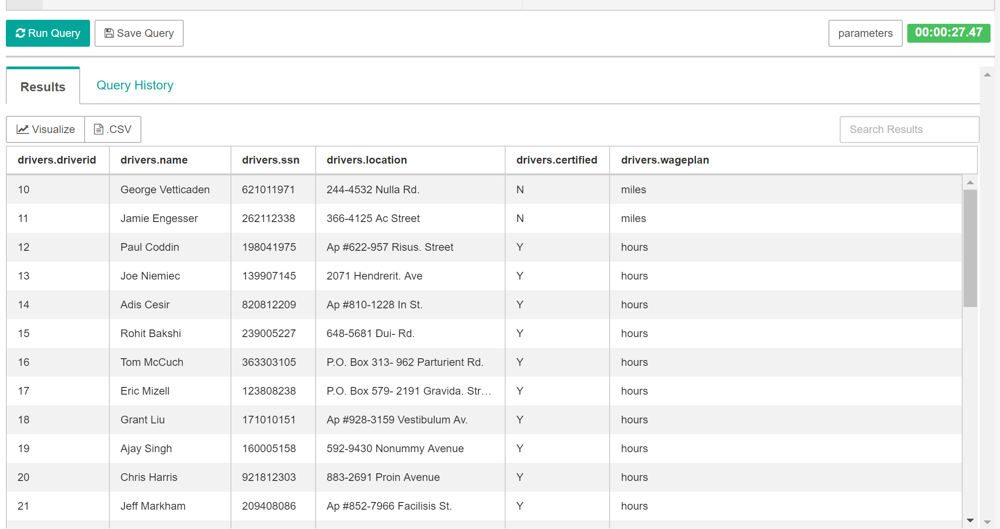 Run Query Save Query parameters 00:00:27.47
Results Query History
Visualize .CSV Search Results
drivers.driverid drivers.name drivers.ssn drivers.location drivers.certified drivers.wageplan
10 George Vetticaden 621011971 244-4532 Nulla Rd. N miles
11 Jamie Engesser 262112338 366-4125 Ac Street N miles
12 Paul Coddin 198041975 Ap #622-957 Risus. Street Y hours
13 Joe Niemiec 139907145 2071 Hendrerit. Ave Y hours
14 Adis Cesir 820812209 Ap #810-1228 In St. Y hours
15 Rohit Bakshi 239005227 648-5681 Dui- Rd. Y hours
16 Tom McCuch 363303105 P.O. Box 313- 962 Parturient Rd. Y hours
17 Eric Mizell 123808238 P.O. Box 579- 2191 Gravida. Str… Y hours
18 Grant Liu 171010151 Ap #928-3159 Vestibulum Av. Y hours
19 Ajay Singh 160005158 592-9430 Nonummy Avenue Y hours
20 Chris Harris 921812303 883-2691 Proin Avenue Y hours
21 Jeff Markham 209408086 Ap #852-7966 Facilisis St. Y hours